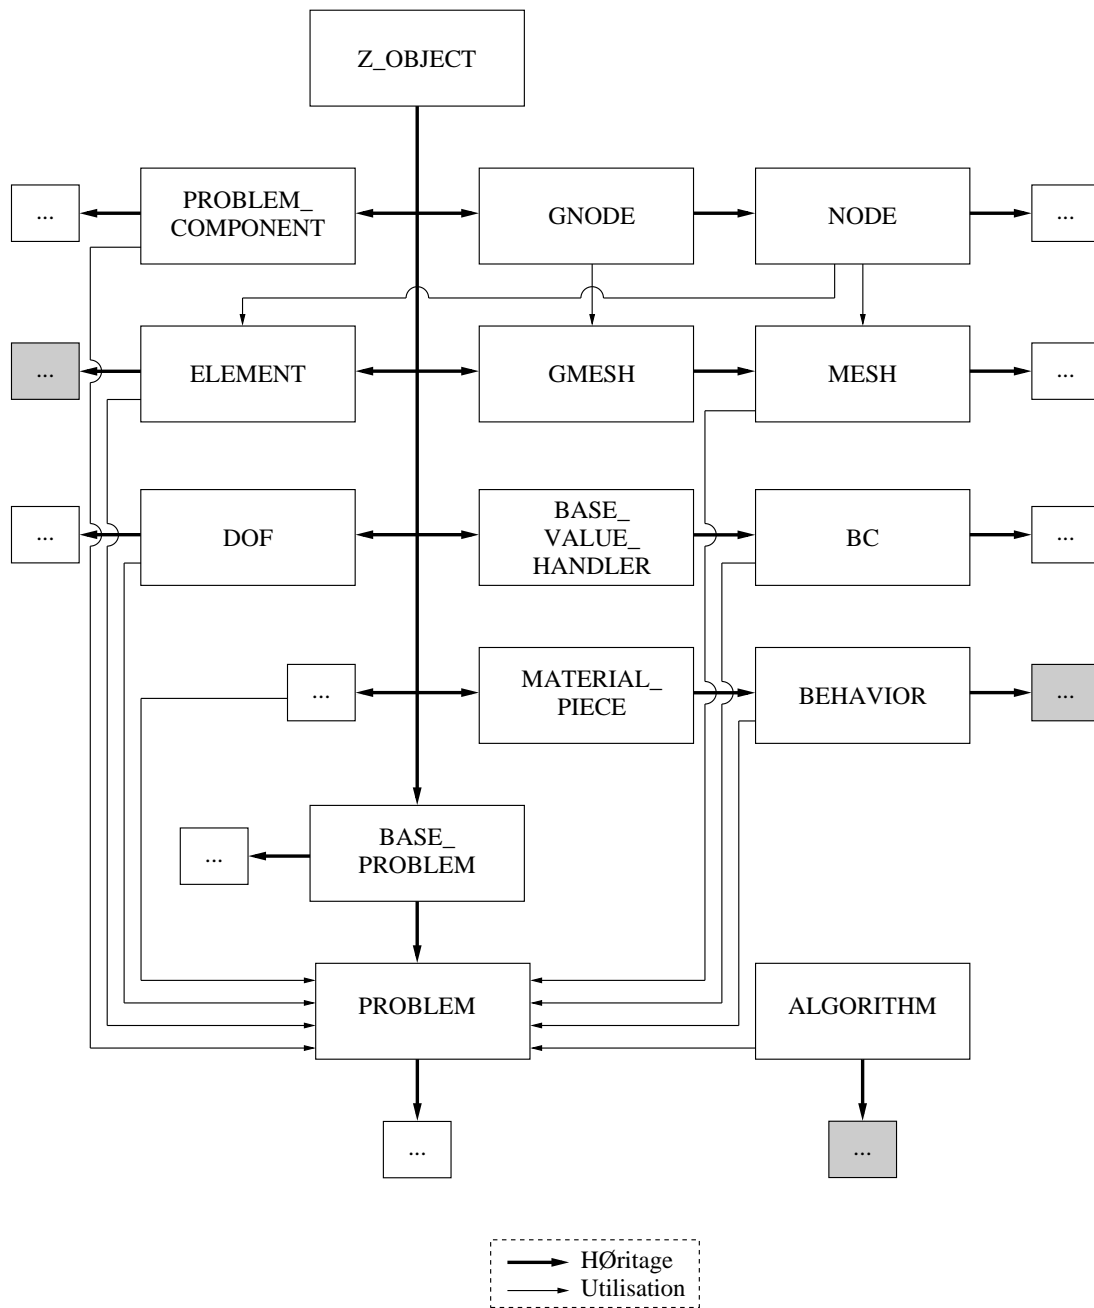 Z_OBJECT
...
PROBLEM_
COMPONENT
GNODE
NODE
...
...
ELEMENT
GMESH
MESH
...
...
DOF
BASE_
VALUE_
HANDLER
BC
...
...
MATERIAL_
PIECE
BEHAVIOR
...
...
BASE_
PROBLEM
PROBLEM
ALGORITHM
...
...
HØritage
Utilisation